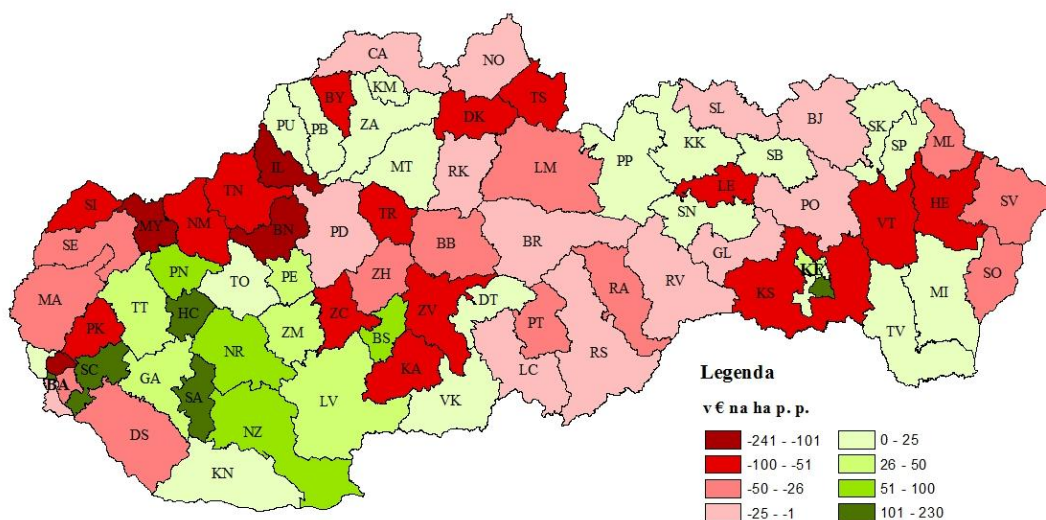 CA
NO
BY
KM
DK
TS
PU
PB
ZA
MT
RK
LM
PP
KK
SL
BJ
SK
SP
ML
SB
LE
SN
PO
VT
HE
SV
SO
IL
TN
SI
MY
NM
BN
PD
TR
BB
BR
GL
RV
RA
KS
KE
MI
TV
SE
MA
PN
TO
PE
ZH
ZC
ZV
DT
PT
RS
LC
TT
HC
ZM
BS
KA
VK
PK
BA
SC
GA
NR
SA
LV
NZ
DS
KN
Legenda
v € na ha p. p.
-241 - -101
-100 - -51
-50 - -26
-25 - -1
0 - 25
26 - 50
51 - 100
101 - 230